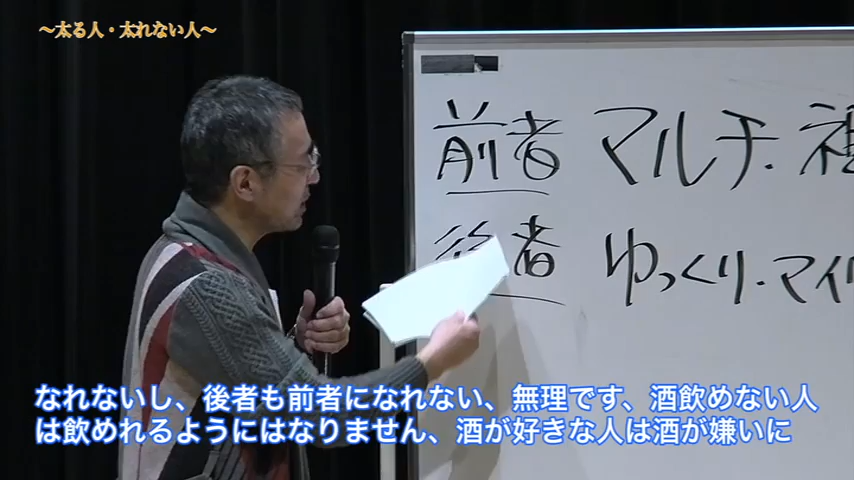 〜太る人・太れない人〜
前者 マルチ・
後者 ゆっくり・マイ
なれないし、後者も前者になれない、無理です、酒飲めない人
は飲めれるようにはなりません、酒が好きな人は酒が嫌いに